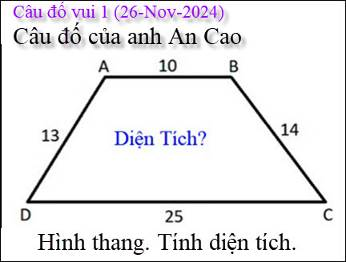 Câu đố vui 1 (26-Nov-2024)
Câu đố của anh An Cao
A 10 B
13 Diện Tích? 14
D 25 C
Hình thang. Tính diện tích.